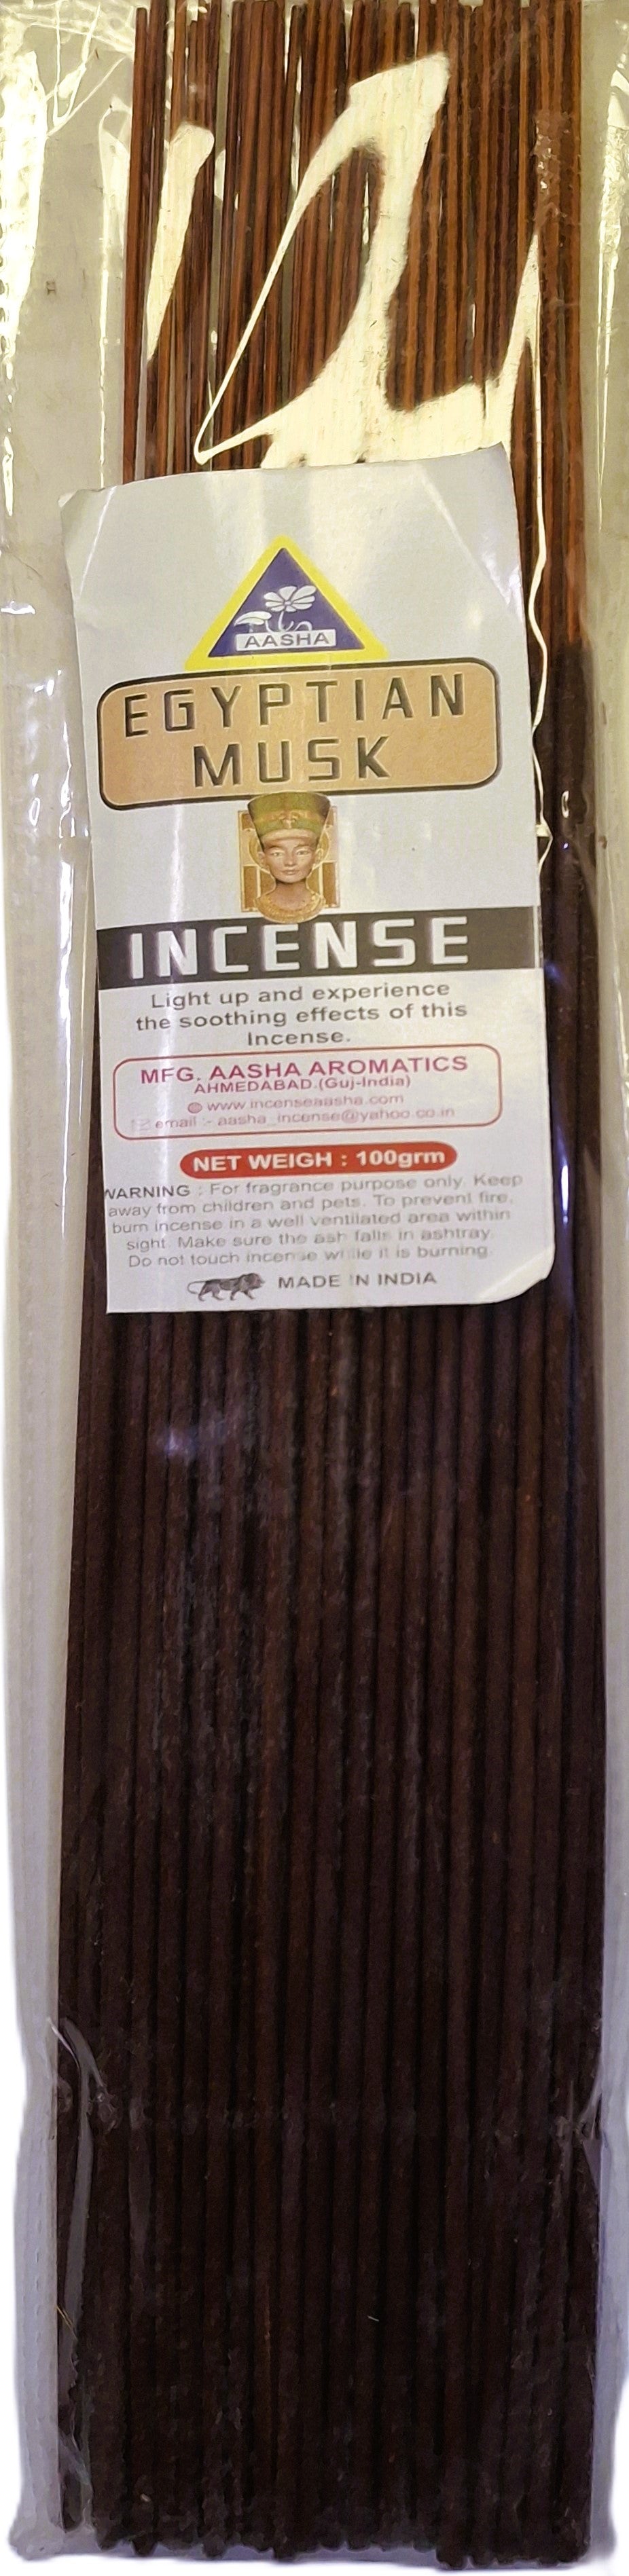 AASHA
EGYPTIAN
MUSK
INCENSE
Light up and experience
the soothing effects of this
Incense.
MFG. AASHA AROMATICS
AHMEDABAD.(Guj-India)
www.incenseaasha.com
email :- aasha_incense@yahoo.co.in
NET WEIGH : 100grm
WARNING : For fragrance purpose only. Keep
away from children and pets. To prevent fire,
burn incense in a well ventilated area within
sight. Make sure the ash falls in ashtray.
Do not touch incense while it is burning.
MADE IN INDIA